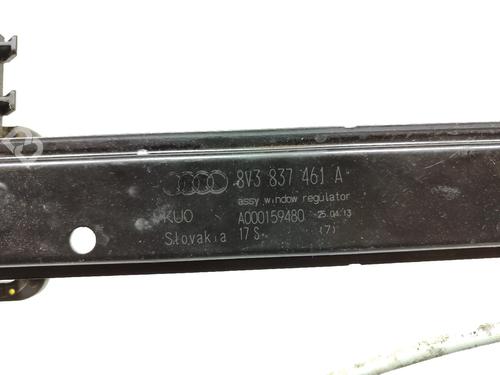 8V3 837 461 A
assy window regulator
KUO A000159480 25.04.13
Slovakia 17 S (7)